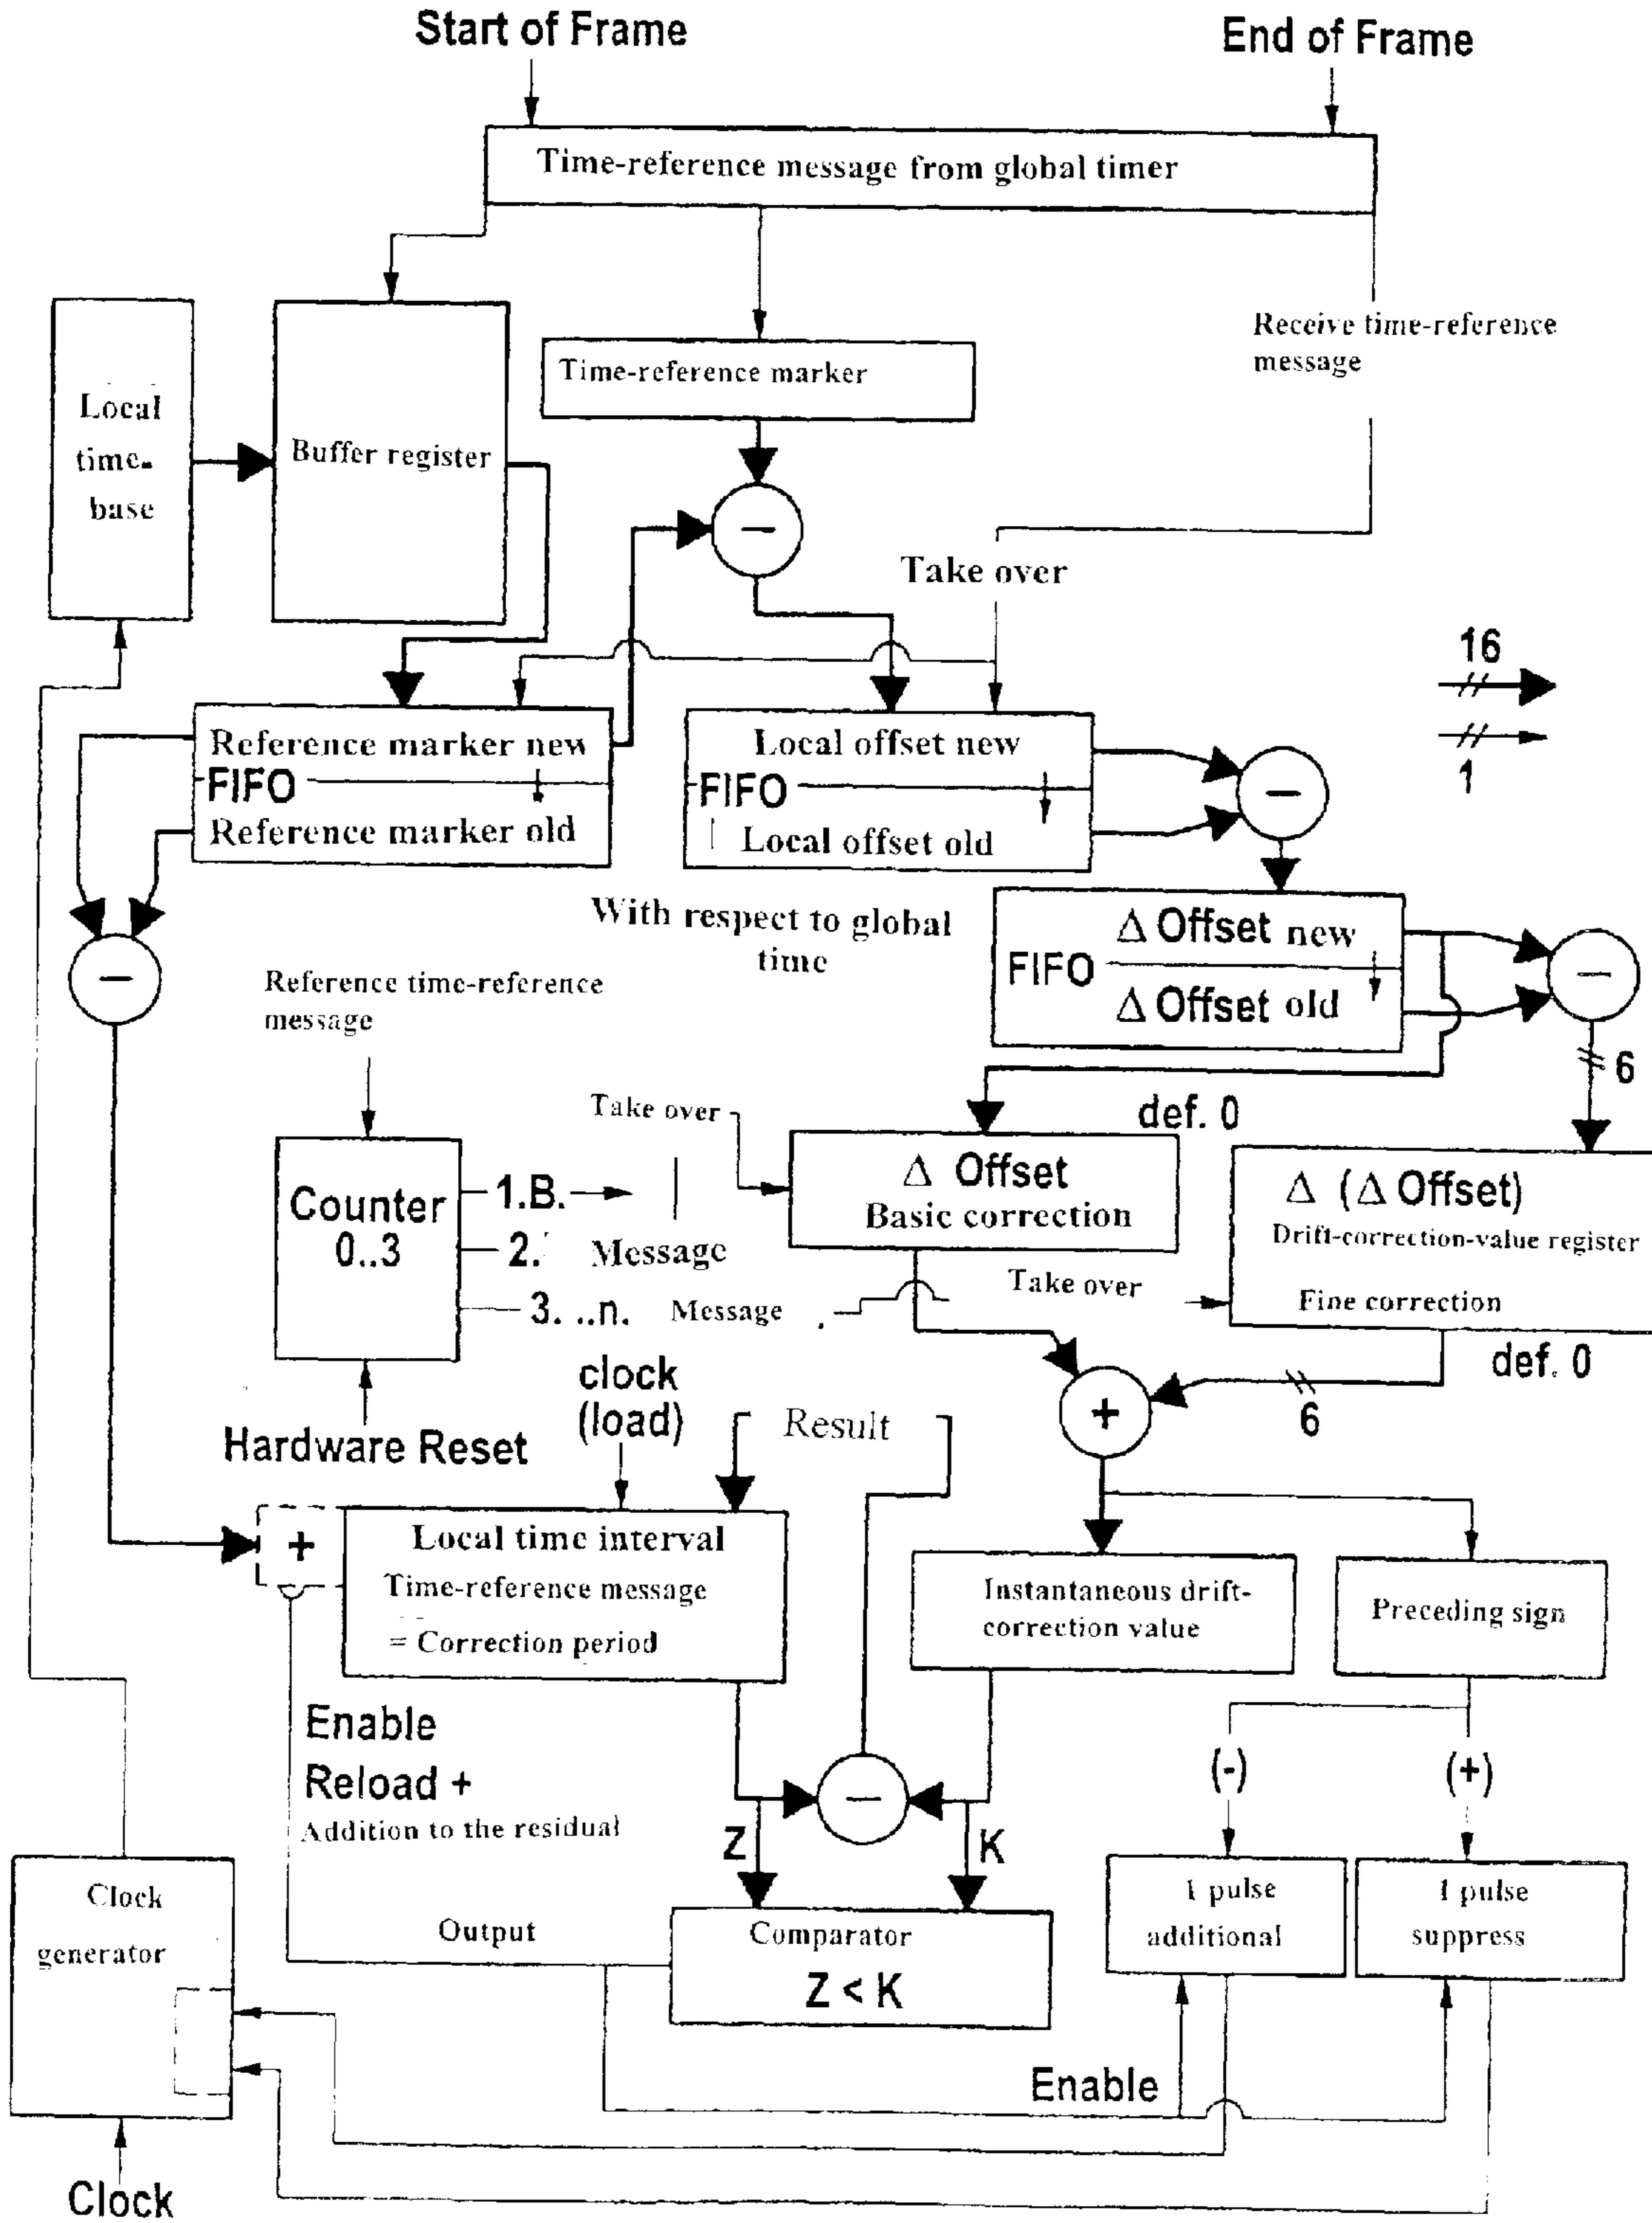 Start of Frame
End of Frame
Time-reference message from global timer
Receive time-reference
message
Local
time-
base
Buffer register
Time-reference marker
−
Take over
16
1
Reference marker new
FIFO
Reference marker old
Local offset new
FIFO
Local offset old
−
−
With respect to global
time
Δ Offset new
FIFO
Δ Offset old
−
6
Reference time-reference
message
Take over
def. 0
Counter
0..3
1.B.
2.
Message
3. ..n.
Message
Δ Offset
Basic correction
Take over
Δ (Δ Offset)
Drift-correction-value register
Fine correction
def. 0
6
+
Hardware Reset
clock
(load)
Result
+
Local time interval
Time-reference message
= Correction period
Instantaneous drift-
correction value
Preceding sign
Enable
Reload +
Addition to the residual
−
Z
K
(-)
(+)
Clock
generator
Output
Comparator
Z < K
1 pulse
additional
1 pulse
suppress
Enable
Clock